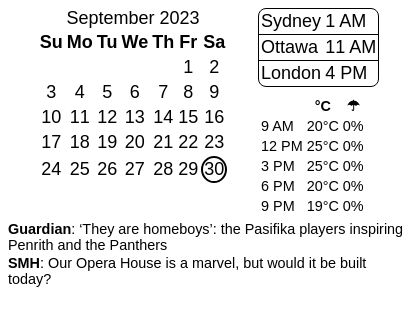 September 2023
Su Mo Tu We Th Fr Sa
1 2
3 4 5 6 7 8 9
10 11 12 13 14 15 16
17 18 19 20 21 22 23
24 25 26 27 28 29 30
Sydney 1 AM
Ottawa 11 AM
London 4 PM
°C ☂
9 AM 20°C 0%
12 PM 25°C 0%
3 PM 25°C 0%
6 PM 20°C 0%
9 PM 19°C 0%
Guardian: ‘They are homeboys’: the Pasifika players inspiring
Penrith and the Panthers
SMH: Our Opera House is a marvel, but would it be built
today?